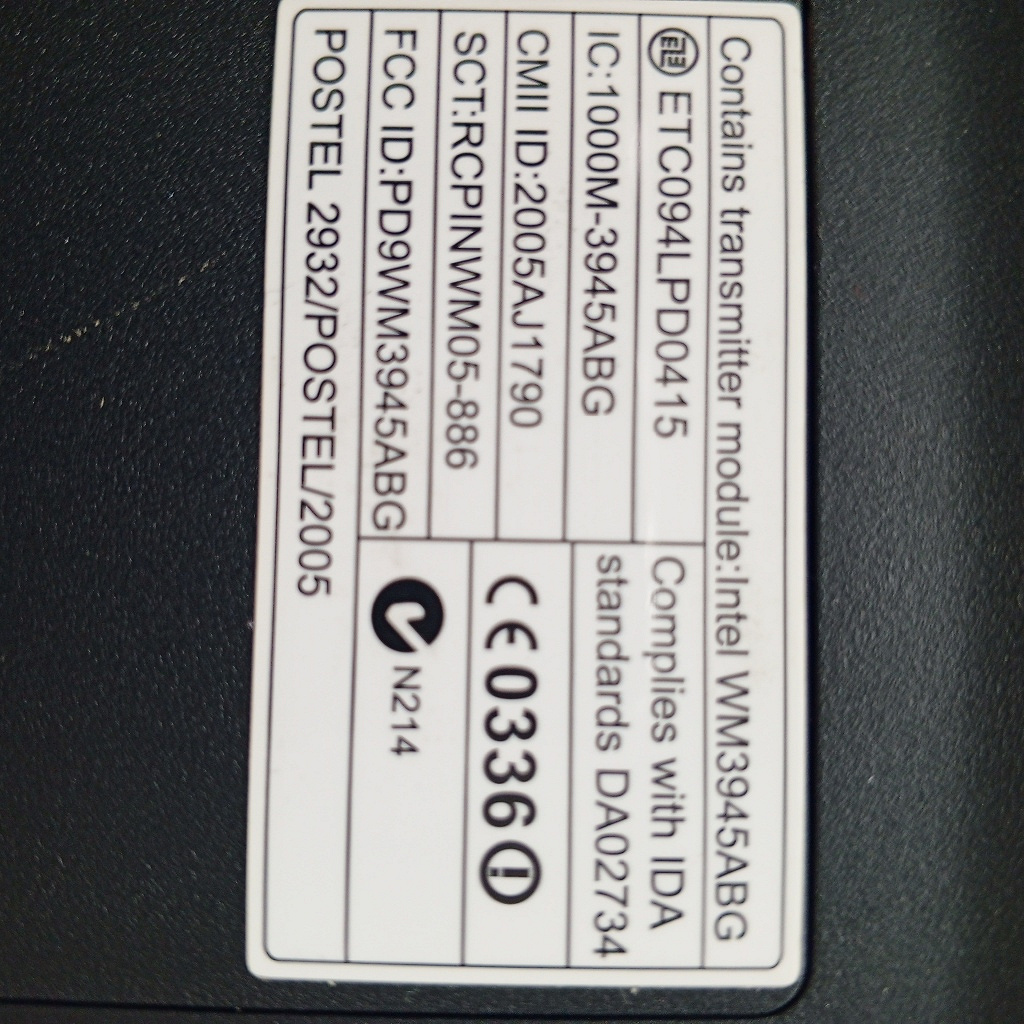 Contains transmitter module:Intel WM3945ABG
ETC094LPD0415
Complies with IDA
standards DA02734
IC:1000M-3945ABG
CMII ID:2005AJ1790
CE0336
SCT:RCPINWM05-886
FCC ID:PD9WM3945ABG
N214
POSTEL 2932/POSTEL/2005